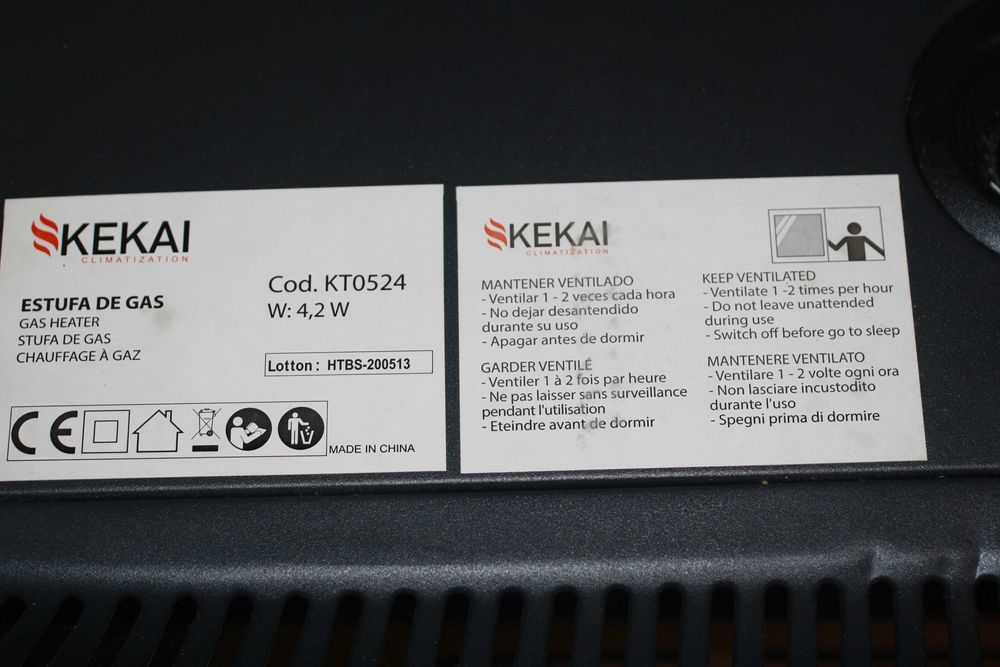 KEKAI
CLIMATIZATION
ESTUFA DE GAS
GAS HEATER
STUFA DE GAS
CHAUFFAGE À GAZ
Cod. KT0524
W: 4,2 W
Lotton : HTBS-200513
CE
MADE IN CHINA
KEKAI
CLIMATIZATION
MANTENER VENTILADO
- Ventilar 1 - 2 veces cada hora
- No dejar desantendido
durante su uso
- Apagar antes de dormir
GARDER VENTILÉ
- Ventiler 1 à 2 fois par heure
- Ne pas laisser sans surveillance
pendant l'utilisation
- Eteindre avant de dormir
KEEP VENTILATED
- Ventilate 1 -2 times per hour
- Do not leave unattended
during use
- Switch off before go to sleep
MANTENERE VENTILATO
- Ventilare 1 - 2 volte ogni ora
- Non lasciare incustodito
durante l'uso
- Spegni prima di dormire